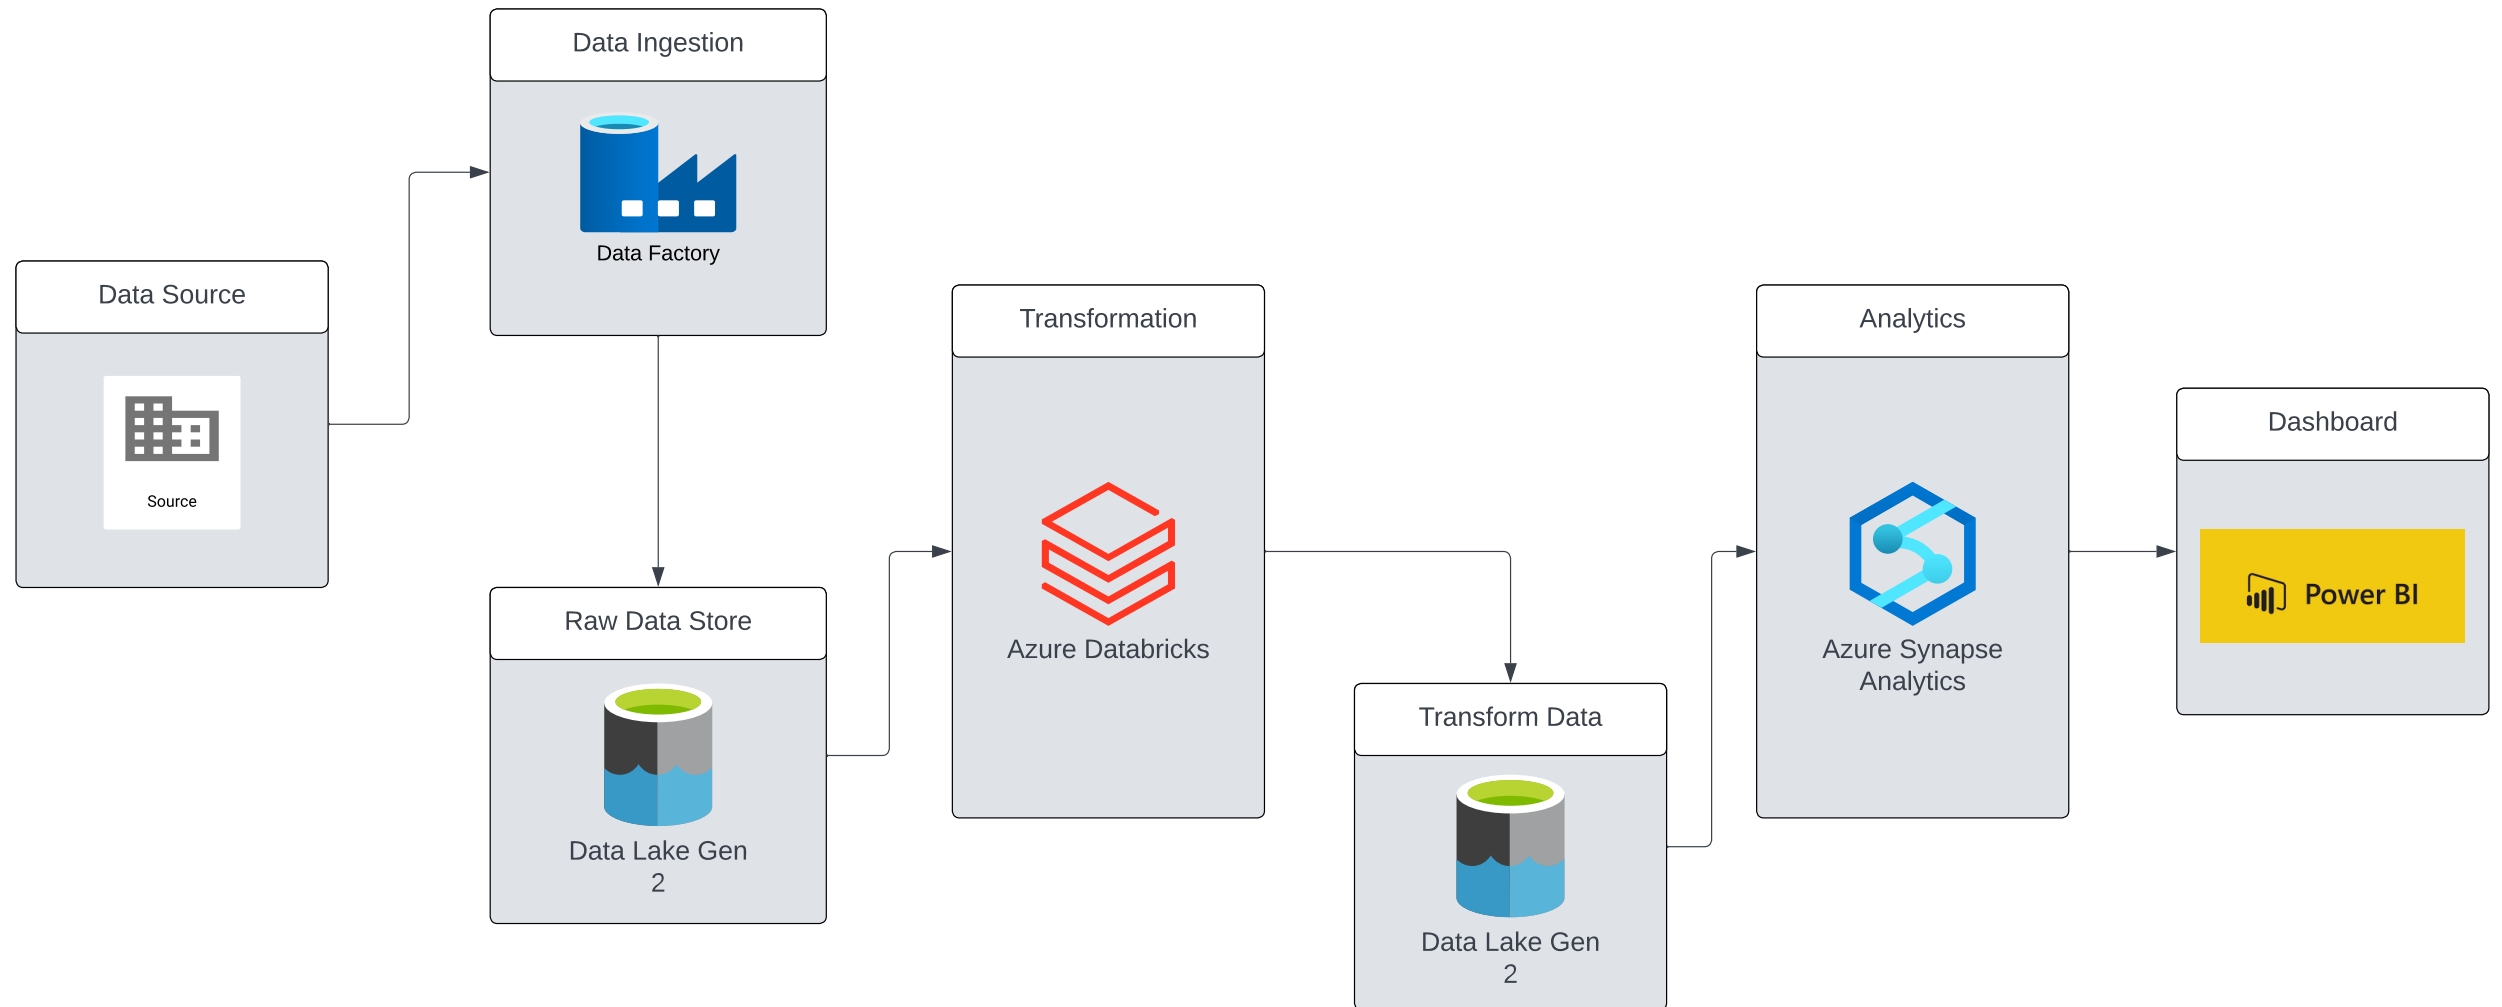 Data Source
Source
Data Ingestion
Data Factory
Raw Data Store
Data Lake Gen
2
Transformation
Azure Databricks
Transform Data
Data Lake Gen
2
Analytics
Azure Synapse
Analytics
Dashboard
Power BI